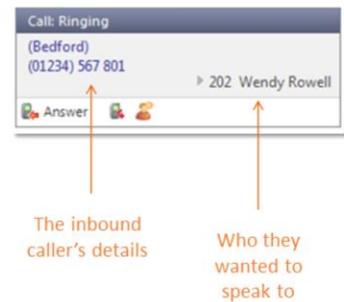 Call: Ringing
(Bedford)
(01234) 567 801
202 Wendy Rowell
Answer
The inbound
caller's details
Who they
wanted to
speak to